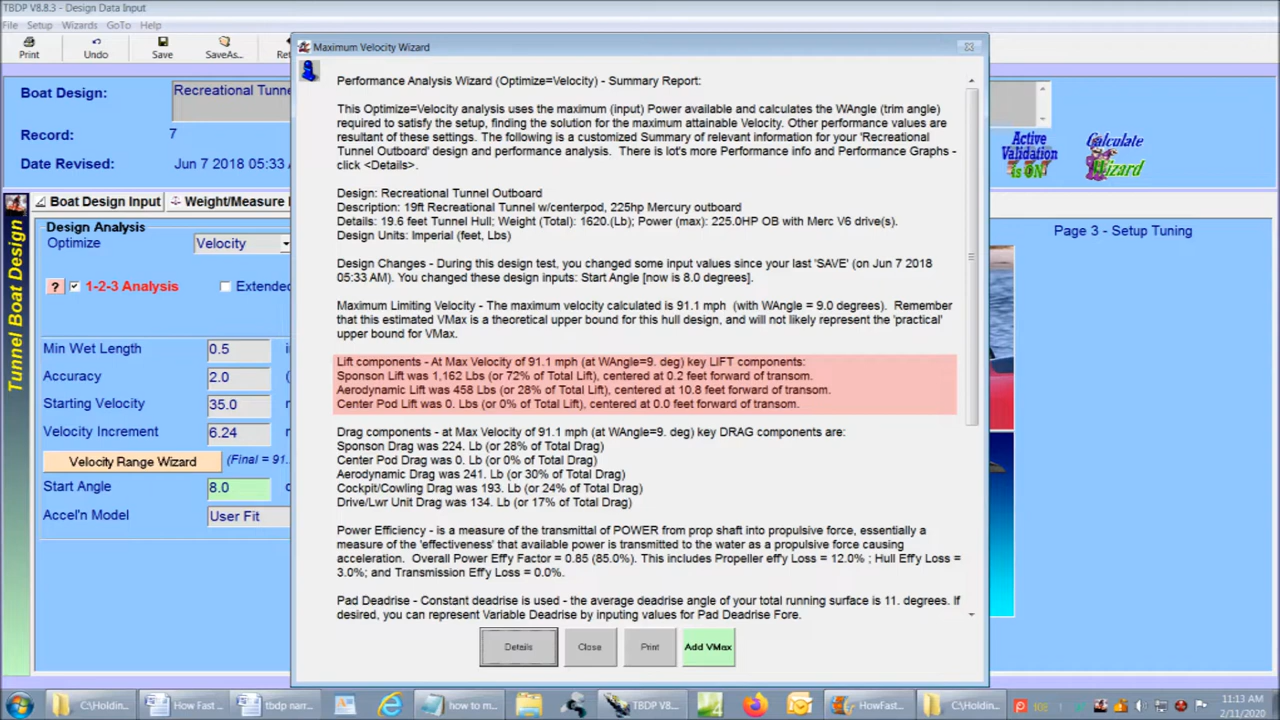 TBDP V8.8.3 - Design Data Input
File Setup Wizards GoTo Help
Print Undo Save SaveAs...
Boat Design: Recreational Tunne
Record: 7
Date Revised: Jun 7 2018 05:33 A
Active Validation is ON
Calculate Wizard
Boat Design Input Weight/Measure
Page 3 - Setup Tuning
Tunnel Boat Design
Design Analysis
Optimize Velocity
? 1-2-3 Analysis Extended
Min Wet Length 0.5
Accuracy 2.0
Starting Velocity 35.0
Velocity Increment 6.24
Velocity Range Wizard (Final = 91.
Start Angle 8.0
Accel'n Model User Fit
Maximum Velocity Wizard
Performance Analysis Wizard (Optimize=Velocity) - Summary Report:
This Optimize=Velocity analysis uses the maximum (input) Power available and calculates the WAngle (trim angle)
required to satisfy the setup, finding the solution for the maximum attainable Velocity. Other performance values are
resultant of these settings. The following is a customized Summary of relevant information for your 'Recreational
Tunnel Outboard' design and performance analysis. There is lot's more Performance info and Performance Graphs -
click <Details>.
Design: Recreational Tunnel Outboard
Description: 19ft Recreational Tunnel w/centerpod, 225hp Mercury outboard
Details: 19.6 feet Tunnel Hull; Weight (Total): 1620.(Lb); Power (max): 225.0HP OB with Merc V6 drive(s).
Design Units: Imperial (feet, Lbs)
Design Changes - During this design test, you changed some input values since your last 'SAVE' (on Jun 7 2018
05:33 AM). You changed these design inputs: Start Angle [now is 8.0 degrees].
Maximum Limiting Velocity - The maximum velocity calculated is 91.1 mph (with WAngle = 9.0 degrees). Remember
that this estimated VMax is a theoretical upper bound for this hull design, and will not likely represent the 'practical'
upper bound for VMax.
Lift components - At Max Velocity of 91.1 mph (at WAngle=9. deg) key LIFT components:
Sponson Lift was 1,162 Lbs (or 72% of Total Lift), centered at 0.2 feet forward of transom.
Aerodynamic Lift was 458 Lbs (or 28% of Total Lift), centered at 10.8 feet forward of transom.
Center Pod Lift was 0. Lbs (or 0% of Total Lift), centered at 0.0 feet forward of transom.
Drag components - at Max Velocity of 91.1 mph (at WAngle=9. deg) key DRAG components are:
Sponson Drag was 224. Lb (or 28% of Total Drag)
Center Pod Drag was 0. Lb (or 0% of Total Drag)
Aerodynamic Drag was 241. Lb (or 30% of Total Drag)
Cockpit/Cowling Drag was 193. Lb (or 24% of Total Drag)
Drive/Lwr Unit Drag was 134. Lb (or 17% of Total Drag)
Power Efficiency - is a measure of the transmittal of POWER from prop shaft into propulsive force, essentially a
measure of the 'effectiveness' that available power is transmitted to the water as a propulsive force causing
acceleration. Overall Power Eff'y Factor = 0.85 (85.0%). This includes Propeller eff'y Loss = 12.0% ; Hull Eff'y Loss =
3.0%; and Transmission Eff'y Loss = 0.0%.
Pad Deadrise - Constant deadrise is used - the average deadrise angle of your total running surface is 11. degrees. If
desired, you can represent Variable Deadrise by inputing values for Pad Deadrise Fore.
Details Close Print Add VMax
C:\Holdin... How Fast ... tbdp narr... how to m... TBDP V8... HowFast... C:\Holdin...
11:13 AM
2/11/2020